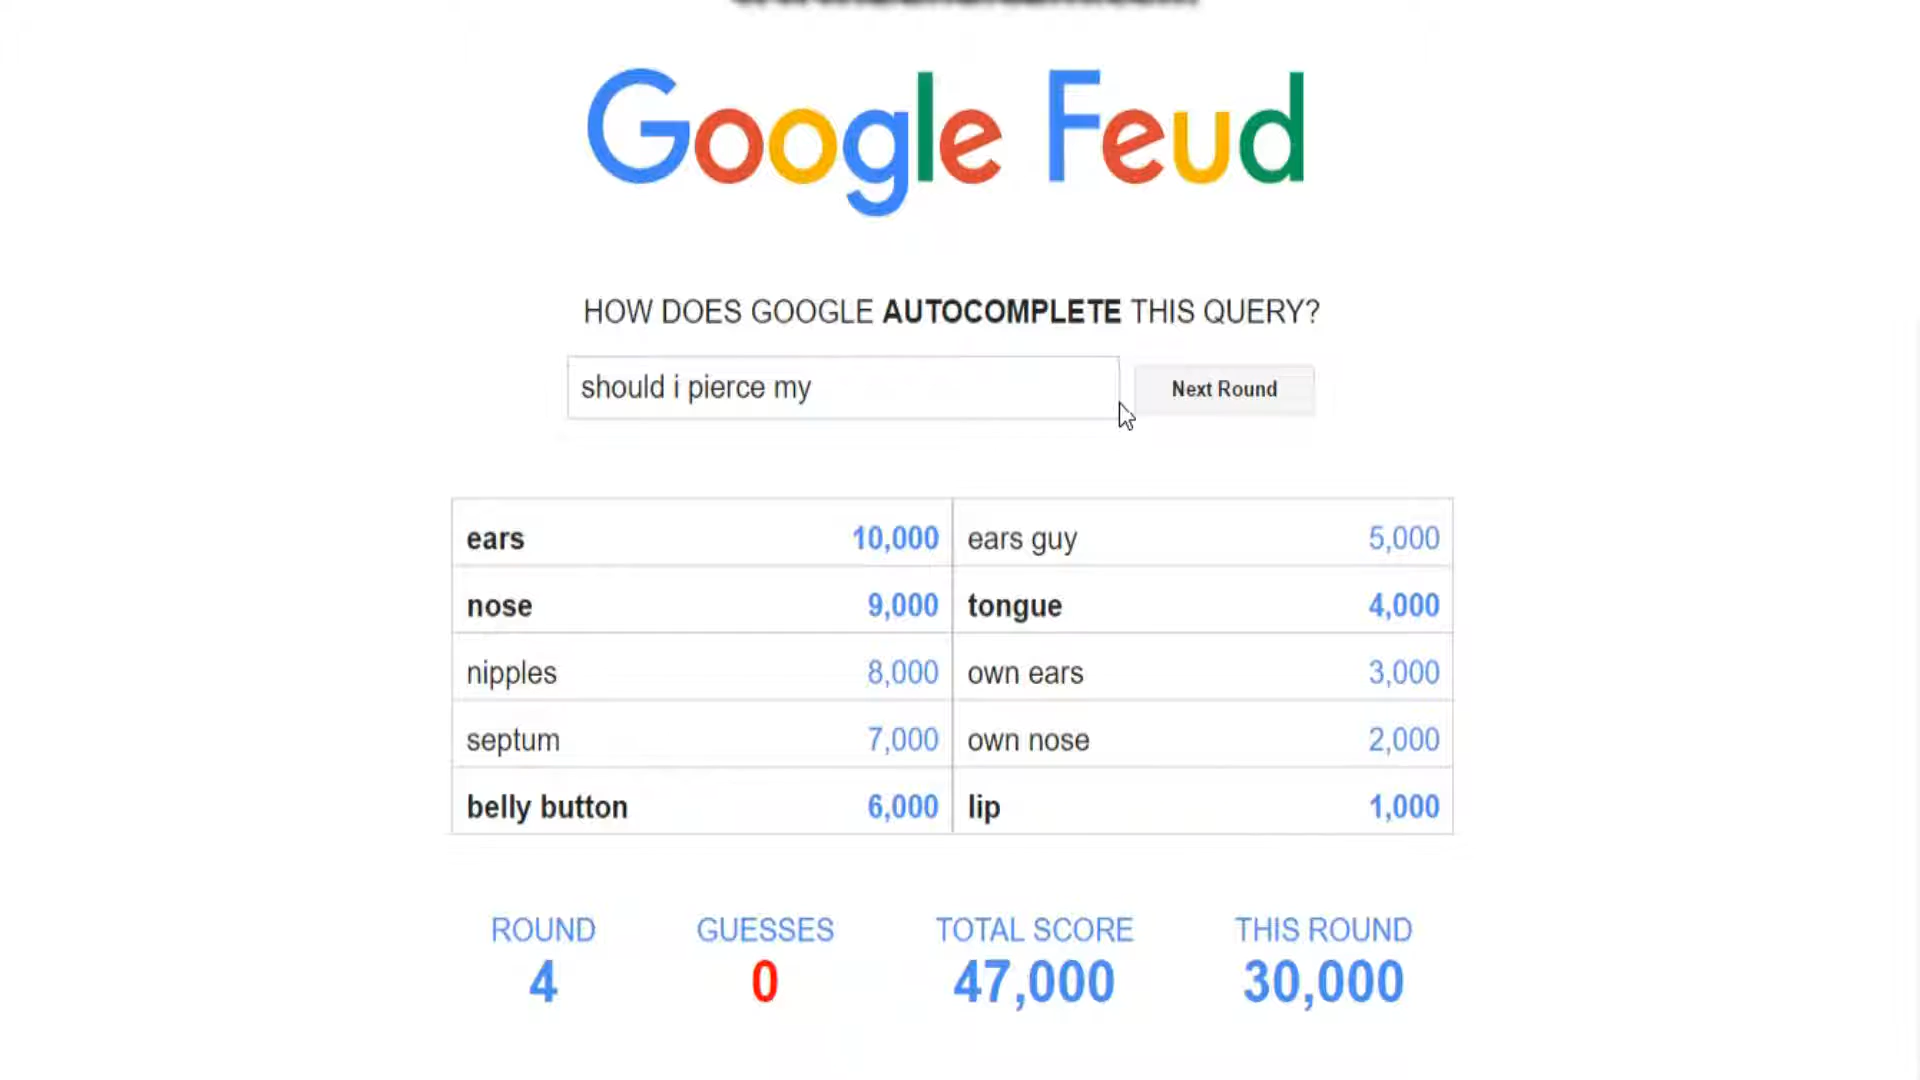 Google Feud
HOW DOES GOOGLE AUTOCOMPLETE THIS QUERY?
should i pierce my
Next Round
ears 10,000 ears guy 5,000
nose 9,000 tongue 4,000
nipples 8,000 own ears 3,000
septum 7,000 own nose 2,000
belly button 6,000 lip 1,000
ROUND GUESSES TOTAL SCORE THIS ROUND
4 0 47,000 30,000